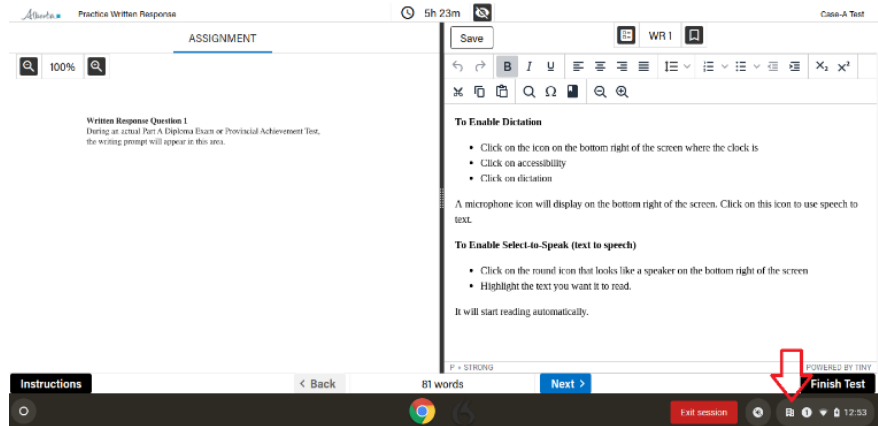 Alberta
Practice Written Response
5h 23m
Case-A Test
ASSIGNMENT
Save
WR 1
100%
B I U
X₂ X²
Ω
Written Response Question 1
During an actual Part A Diploma Exam or Provincial Achievement Test,
the writing prompt will appear in this area.
To Enable Dictation
• Click on the icon on the bottom right of the screen where the clock is
• Click on accessibility
• Click on dictation
A microphone icon will display on the bottom right of the screen. Click on this icon to use speech to
text.
To Enable Select-to-Speak (text to speech)
• Click on the round icon that looks like a speaker on the bottom right of the screen
• Highlight the text you want it to read.
It will start reading automatically.
P » STRONG
POWERED BY TINY
Instructions
< Back
81 words
Next >
Finish Test
Exit session
1
12:53